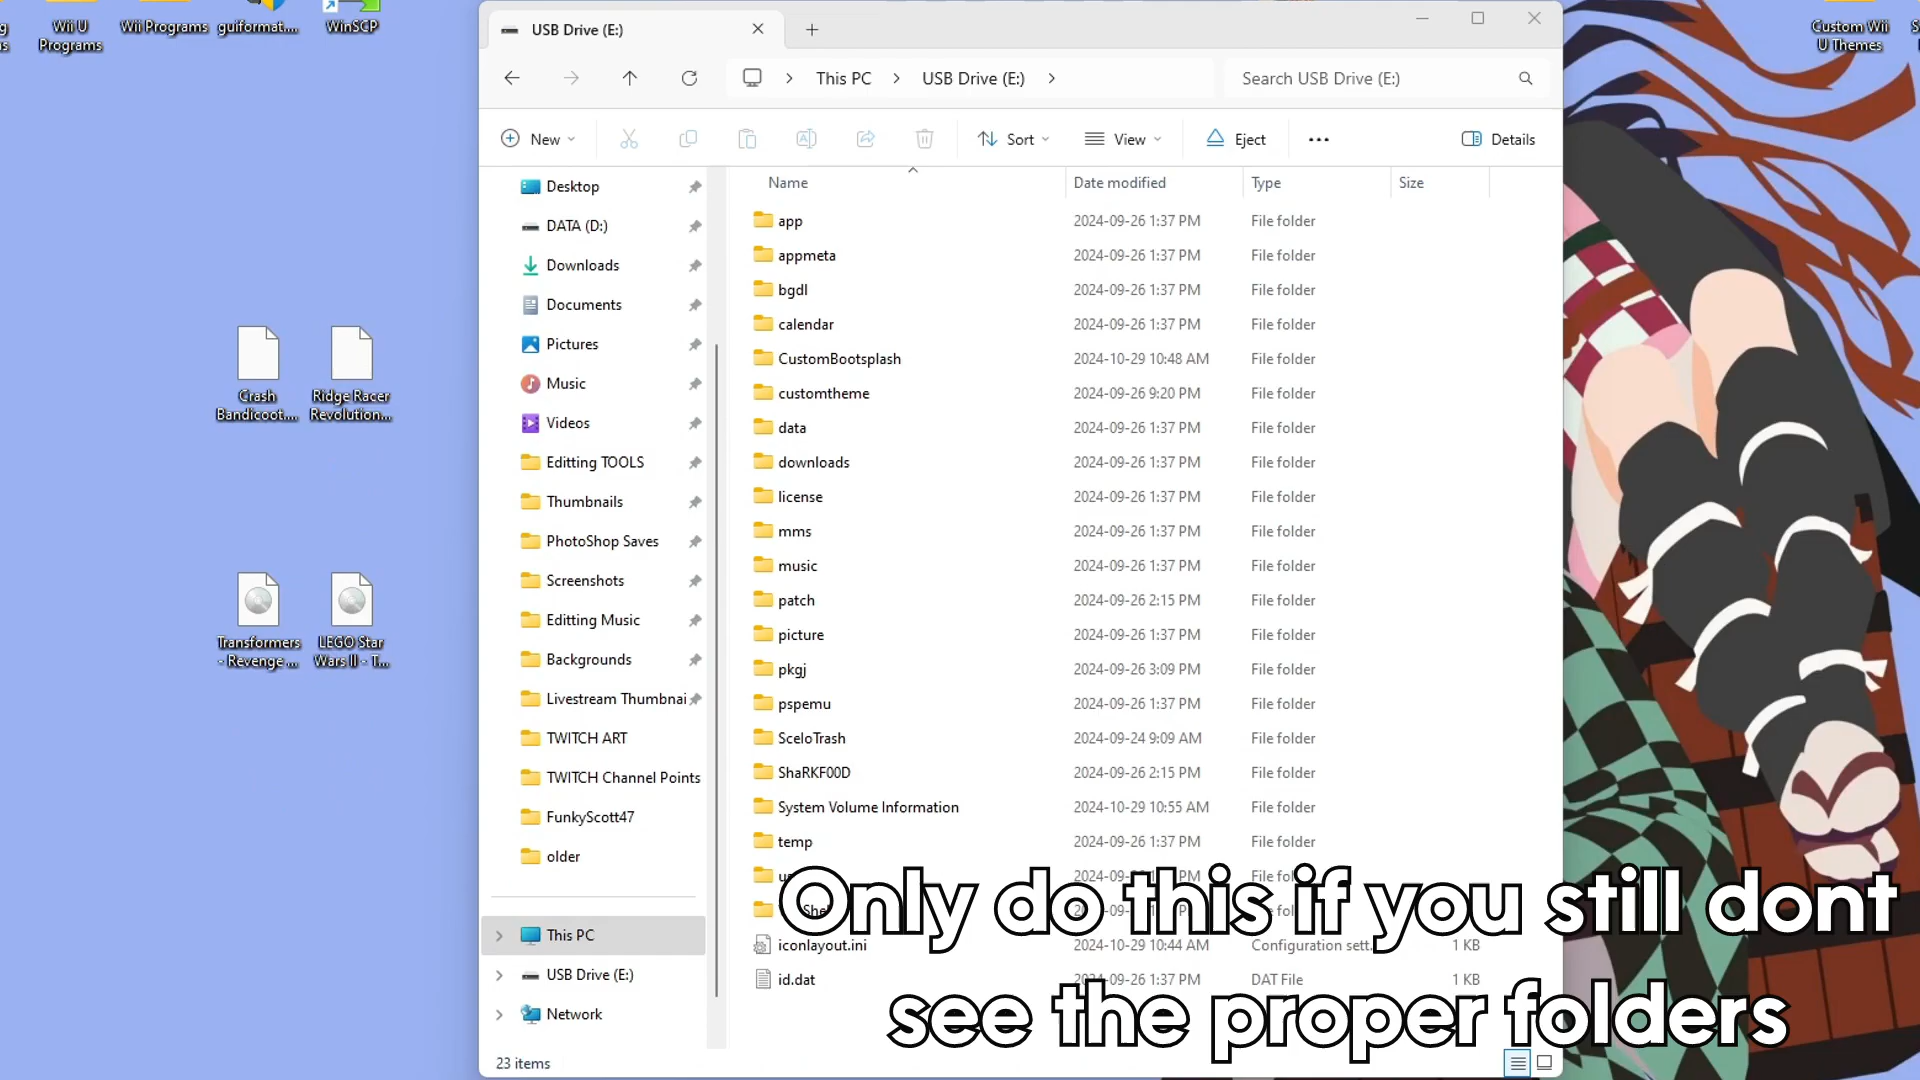 Wii U
Programs
Wii Programs
guiformat....
WinSCP
Custom Wii
U Themes
Crash
Bandicoot....
Ridge Racer
Revolution...
Transformers
- Revenge ...
LEGO Star
Wars II - T...
USB Drive (E:)
This PC
USB Drive (E:)
Search USB Drive (E:)
New
Sort
View
Eject
Details
Desktop
DATA (D:)
Downloads
Documents
Pictures
Music
Videos
Editting TOOLS
Thumbnails
PhotoShop Saves
Screenshots
Editting Music
Backgrounds
Livestream Thumbnai
TWITCH ART
TWITCH Channel Points
FunkyScott47
older
This PC
USB Drive (E:)
Network
Name Date modified Type Size
app 2024-09-26 1:37 PM File folder
appmeta 2024-09-26 1:37 PM File folder
bgdl 2024-09-26 1:37 PM File folder
calendar 2024-09-26 1:37 PM File folder
CustomBootsplash 2024-10-29 10:48 AM File folder
customtheme 2024-09-26 9:20 PM File folder
data 2024-09-26 1:37 PM File folder
downloads 2024-09-26 1:37 PM File folder
license 2024-09-26 1:37 PM File folder
mms 2024-09-26 1:37 PM File folder
music 2024-09-26 1:37 PM File folder
patch 2024-09-26 2:15 PM File folder
picture 2024-09-26 1:37 PM File folder
pkgj 2024-09-26 3:09 PM File folder
pspemu 2024-09-26 1:37 PM File folder
SceIoTrash 2024-09-24 9:09 AM File folder
ShaRKF00D 2024-09-26 2:15 PM File folder
System Volume Information 2024-10-29 10:55 AM File folder
temp 2024-09-26 1:37 PM File folder
iconlayout.ini 2024-10-29 10:44 AM Configuration sett... 1 KB
id.dat 2024-09-26 1:37 PM DAT File 1 KB
Only do this if you still dont
see the proper folders
23 items